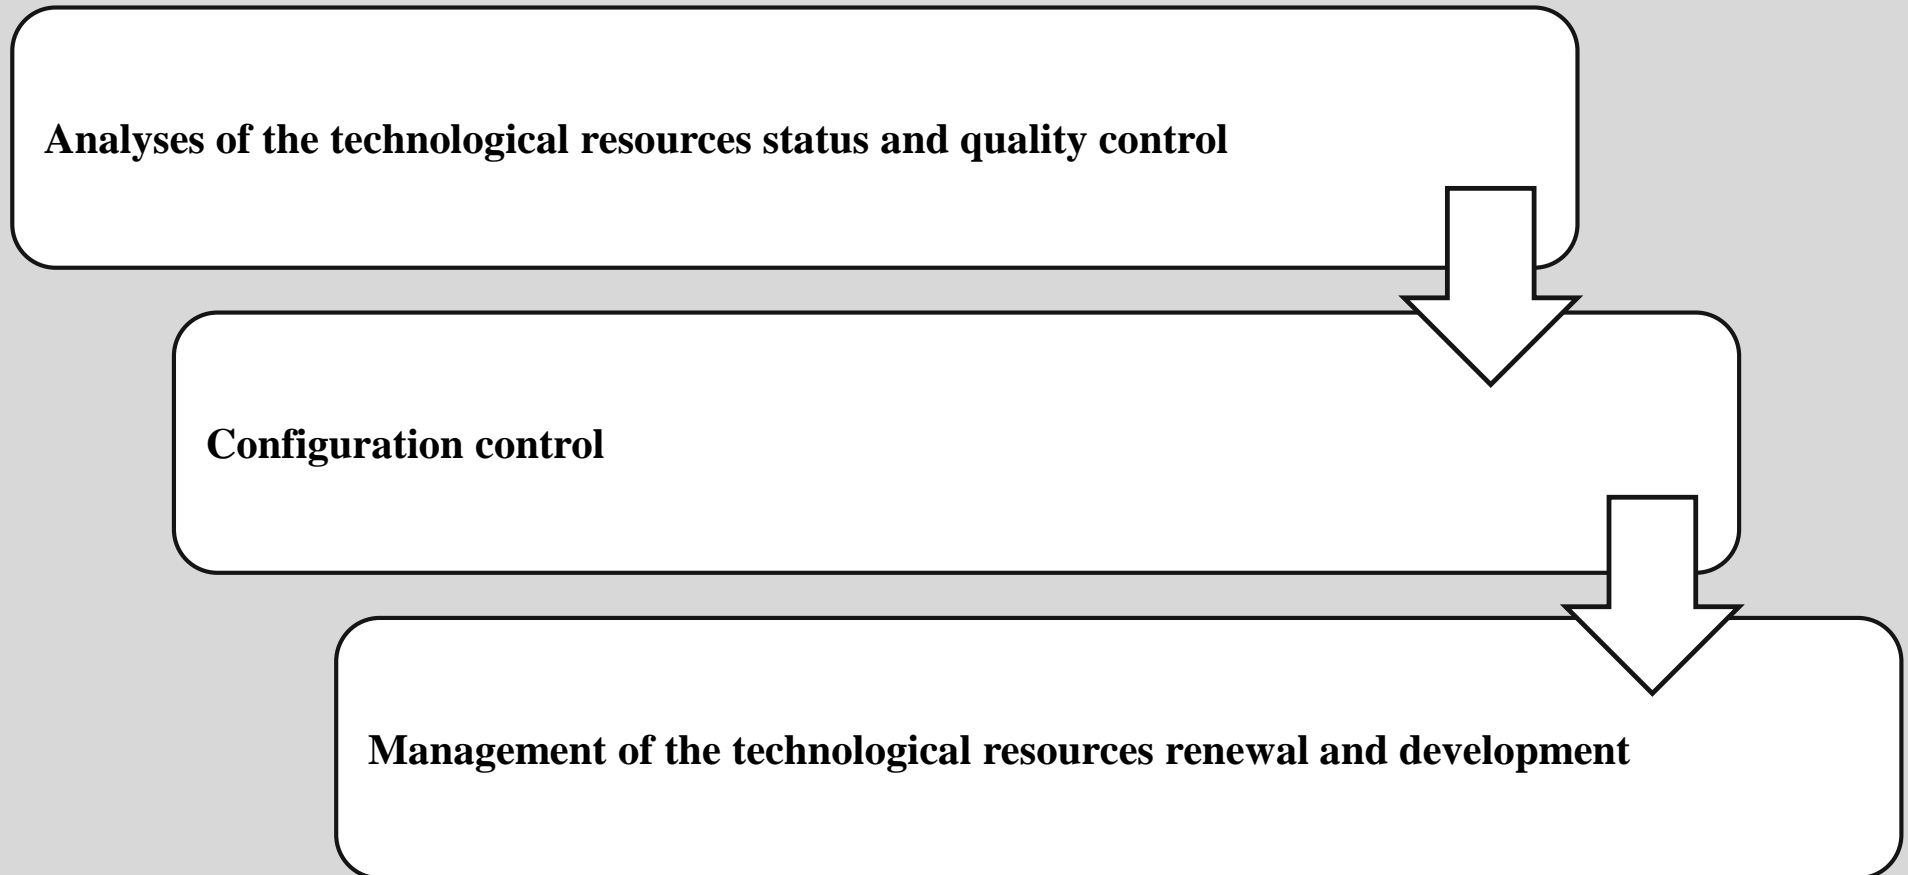 Analyses of the technological resources status and quality control
Configuration control
Management of the technological resources renewal and development